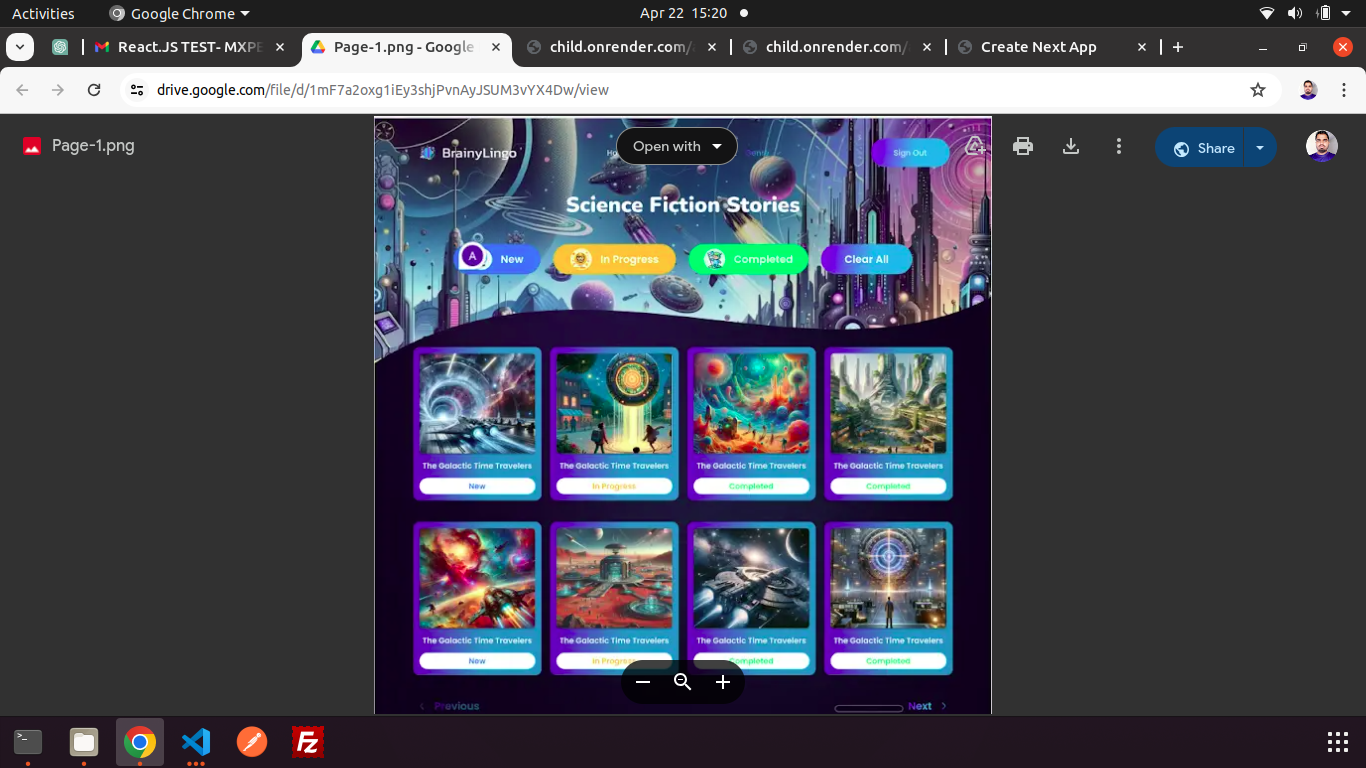 Activities Google Chrome Apr 22 15:20
React.JS TEST- MXPE Page-1.png - Google child.onrender.com/ child.onrender.com/ Create Next App
drive.google.com/file/d/1mF7a2oxg1iEy3shjPvnAyJSUM3vYX4Dw/view
Page-1.png Open with Share
BrainyLingo Sign Out
Science Fiction Stories
A New In Progress Completed Clear All
The Galactic Time Travelers The Galactic Time Travelers The Galactic Time Travelers The Galactic Time Travelers
New In Progress Completed Completed
The Galactic Time Travelers The Galactic Time Travelers The Galactic Time Travelers The Galactic Time Travelers
New In Progress Completed Completed
Previous Next